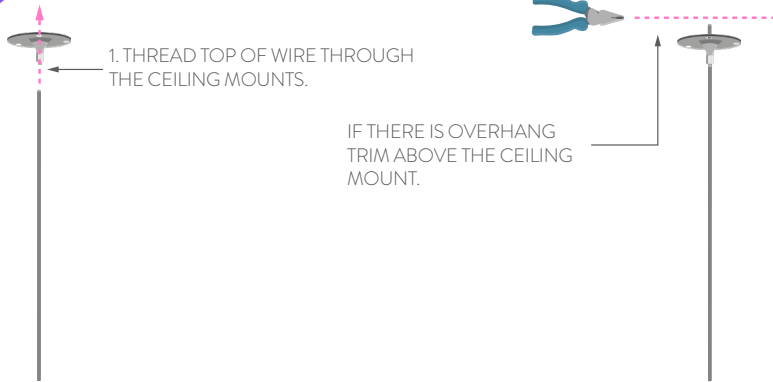 1. THREAD TOP OF WIRE THROUGH
THE CEILING MOUNTS.
IF THERE IS OVERHANG
TRIM ABOVE THE CEILING
MOUNT.